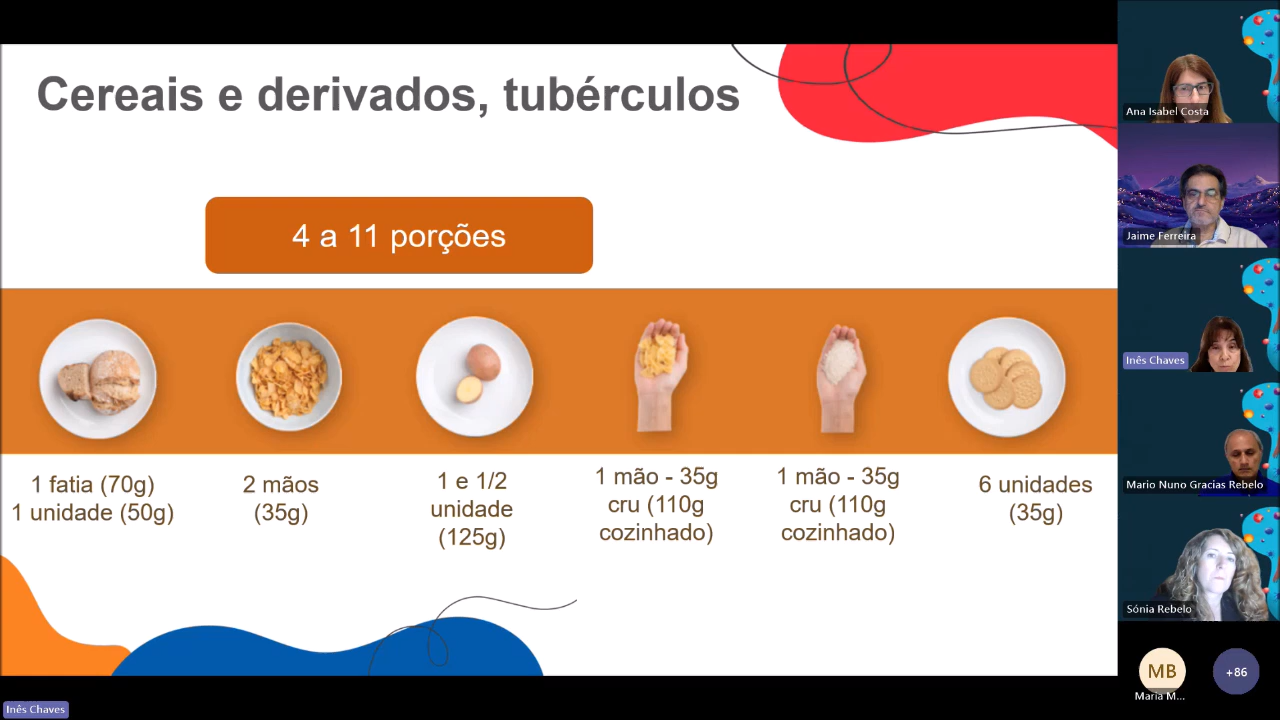 Cereais e derivados, tubérculos
4 a 11 porções
1 fatia (70g)
1 unidade (50g)
2 mãos
(35g)
1 e 1/2
unidade
(125g)
1 mão - 35g
cru (110g
cozinhado)
1 mão - 35g
cru (110g
cozinhado)
6 unidades
(35g)
Ana Isabel Costa
Jaime Ferreira
Inês Chaves
Mario Nuno Gracias Rebelo
Sónia Rebelo
MB
Maria M...
+86
Inês Chaves